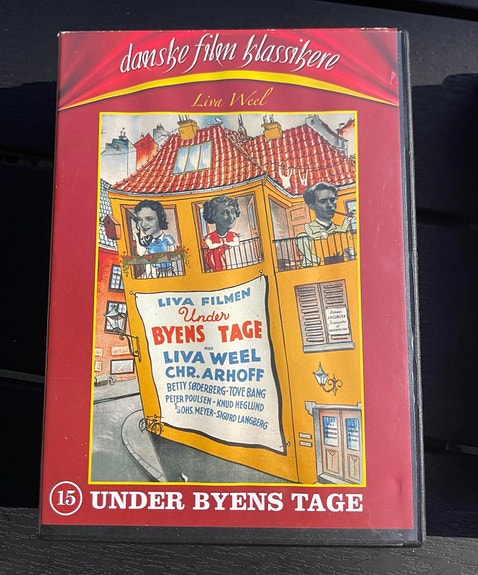 danske film klassikere
Liva Weel
LIVA FILMEN
Under
BYENS TAGE
MED
LIVA WEEL
CHR. ARHOFF
BETTY SØDERBERG - TOVE BANG
PETER POULSEN - KNUD HEGLUND
JOHS. MEYER - SIGURD LANGBERG
15 UNDER BYENS TAGE